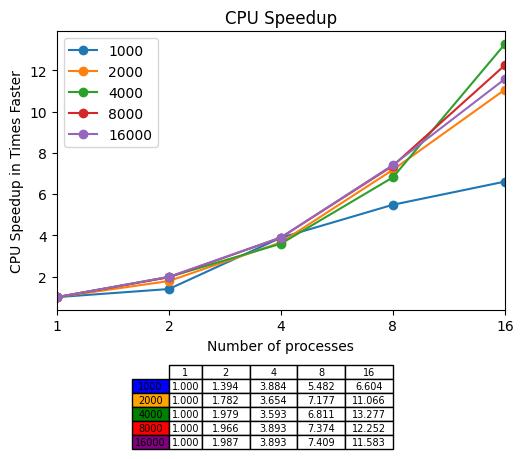 CPU Speedup
1000
2000
4000
8000
16000
12
10
8
6
4
2
CPU Speedup in Times Faster
1 2 4 8 16
Number of processes
1 2 4 8 16
1000 1.000 1.394 3.884 5.482 6.604
2000 1.000 1.782 3.654 7.177 11.066
4000 1.000 1.979 3.593 6.811 13.277
8000 1.000 1.966 3.893 7.374 12.252
16000 1.000 1.987 3.893 7.409 11.583